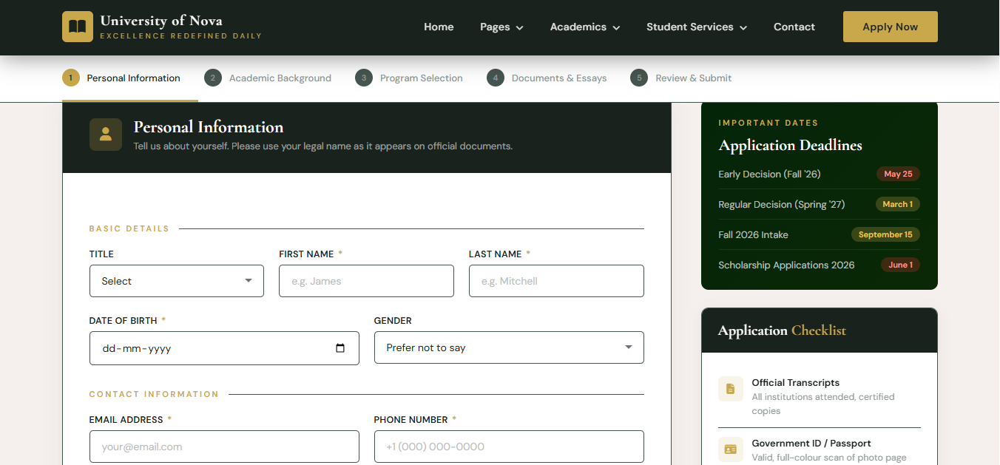 University of Nova
EXCELLENCE REDEFINED DAILY
Home
Pages
Academics
Student Services
Contact
Apply Now
1 Personal Information
2 Academic Background
3 Program Selection
4 Documents & Essays
5 Review & Submit
Personal Information
Tell us about yourself. Please use your legal name as it appears on official documents.
BASIC DETAILS
TITLE
Select
FIRST NAME *
e.g. James
LAST NAME *
e.g. Mitchell
DATE OF BIRTH *
dd-mm-yyyy
GENDER
Prefer not to say
CONTACT INFORMATION
EMAIL ADDRESS *
your@email.com
PHONE NUMBER *
+1 (000) 000-0000
IMPORTANT DATES
Application Deadlines
Early Decision (Fall '26) May 25
Regular Decision (Spring '27) March 1
Fall 2026 Intake September 15
Scholarship Applications 2026 June 1
Application Checklist
Official Transcripts
All institutions attended, certified
copies
Government ID / Passport
Valid, full-colour scan of photo page